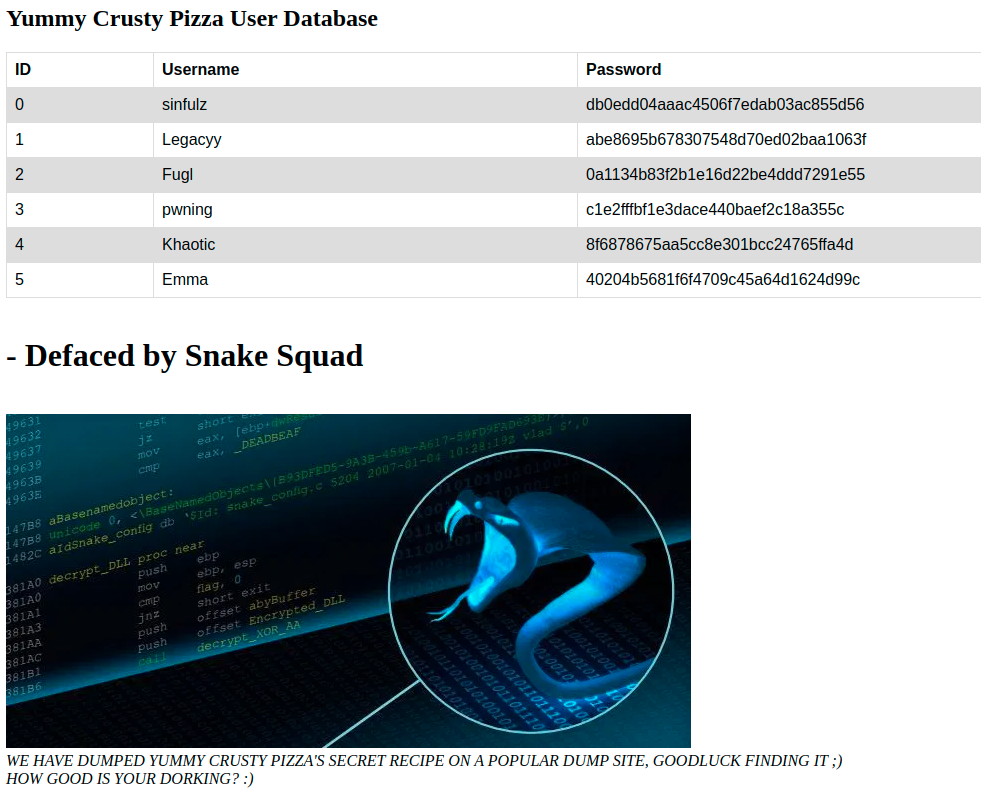 Yummy Crusty Pizza User Database
ID Username Password
0 sinfulz db0edd04aaac4506f7edab03ac855d56
1 Legacyy abe8695b678307548d70ed02baa1063f
2 Fugl 0a1134b83f2b1e16d22be4ddd7291e55
3 pwning c1e2fffbf1e3dace440baef2c18a355c
4 Khaotic 8f6878675aa5cc8e301bcc24765ffa4d
5 Emma 40204b5681f6f4709c45a64d1624d99c
- Defaced by Snake Squad
49631 test short
49632 jz eax, [ebp+
49637 mov eax, _DEADBEAF
49639 cmp
4963B
4963E
147B8 aBasenamedobject:
147B8 unicode 0, <\BaseNamedObjects\{B93DFED5-9A3B-459b-A617-59FD9FAD693E}>,0
1482C aIdSnake_config db '$Id: snake_config.c 5204 2007-01-04 10:28:19Z vlad $',0
381A0 decrypt_DLL proc near
381A0 push ebp
381A1 mov ebp, esp
381A3 cmp flag, 0
381AA jnz short exit
381AC push offset abyBuffer
381B1 push offset Encrypted_DLL
381B6 call decrypt_XOR_AA
WE HAVE DUMPED YUMMY CRUSTY PIZZA'S SECRET RECIPE ON A POPULAR DUMP SITE, GOODLUCK FINDING IT ;)
HOW GOOD IS YOUR DORKING? :)